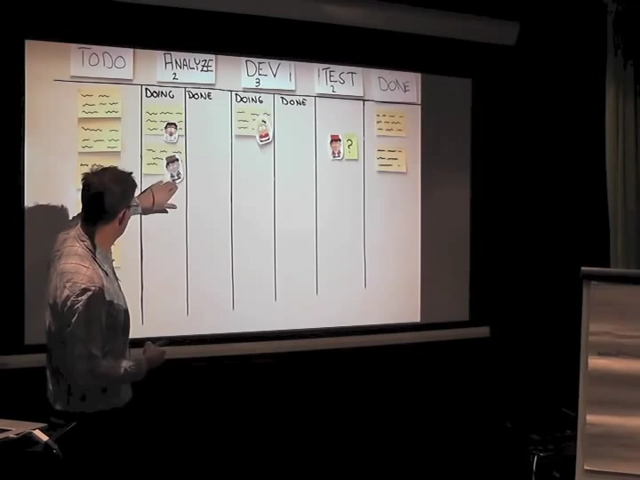 TODO
ANALYZE
2
DEV
3
TEST
2
DONE
DOING
DONE
DOING
DONE
?